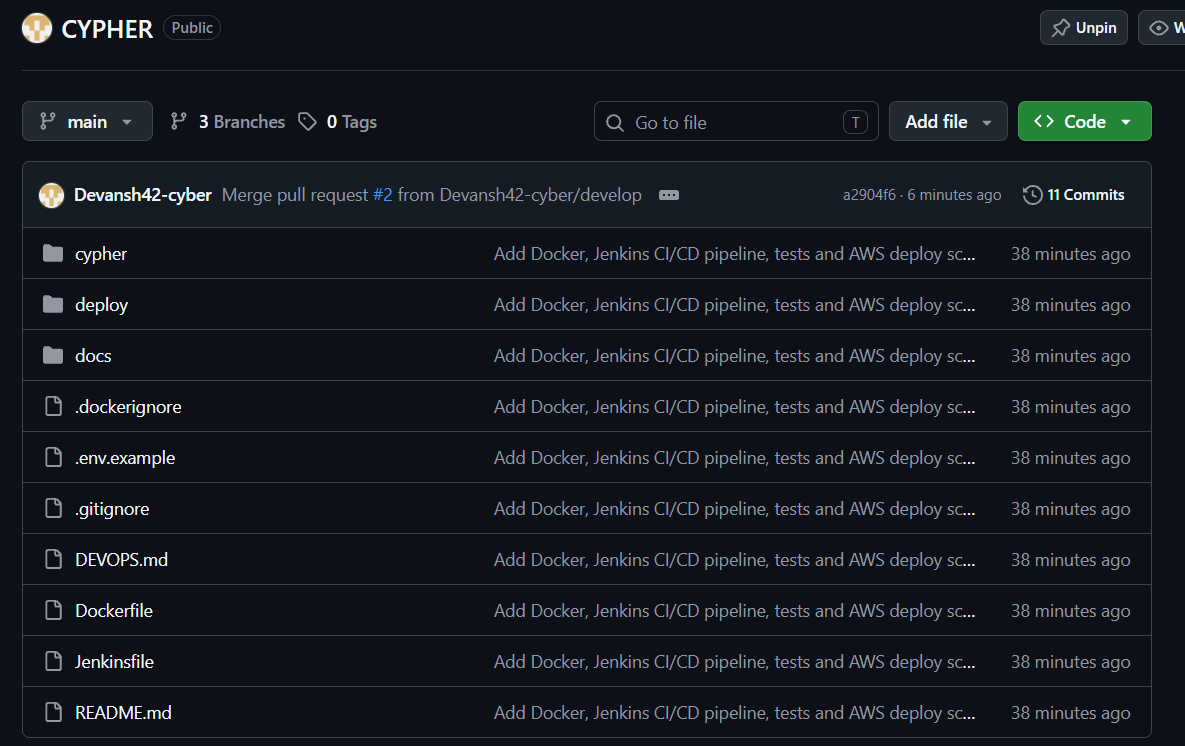 CYPHER Public Unpin W
main 3 Branches 0 Tags Go to file T Add file Code
Devansh42-cyber Merge pull request #2 from Devansh42-cyber/develop a2904f6 · 6 minutes ago 11 Commits
cypher Add Docker, Jenkins CI/CD pipeline, tests and AWS deploy sc... 38 minutes ago
deploy Add Docker, Jenkins CI/CD pipeline, tests and AWS deploy sc... 38 minutes ago
docs Add Docker, Jenkins CI/CD pipeline, tests and AWS deploy sc... 38 minutes ago
.dockerignore Add Docker, Jenkins CI/CD pipeline, tests and AWS deploy sc... 38 minutes ago
.env.example Add Docker, Jenkins CI/CD pipeline, tests and AWS deploy sc... 38 minutes ago
.gitignore Add Docker, Jenkins CI/CD pipeline, tests and AWS deploy sc... 38 minutes ago
DEVOPS.md Add Docker, Jenkins CI/CD pipeline, tests and AWS deploy sc... 38 minutes ago
Dockerfile Add Docker, Jenkins CI/CD pipeline, tests and AWS deploy sc... 38 minutes ago
Jenkinsfile Add Docker, Jenkins CI/CD pipeline, tests and AWS deploy sc... 38 minutes ago
README.md Add Docker, Jenkins CI/CD pipeline, tests and AWS deploy sc... 38 minutes ago